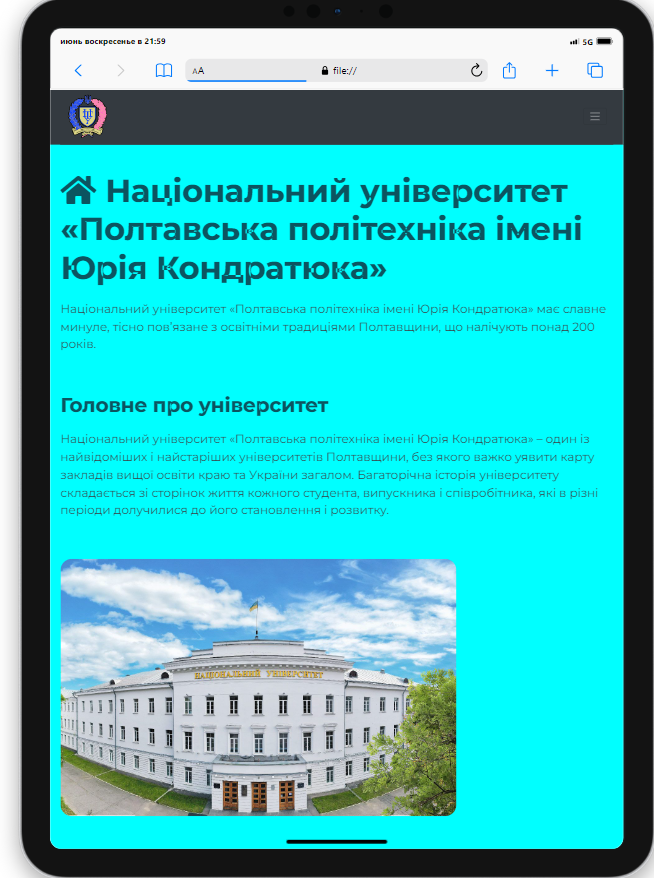 июнь воскресенье в 21:59
5G
AA
file://
Національний університет
«Полтавська політехніка імені
Юрія Кондратюка»
Національний університет «Полтавська політехніка імені Юрія Кондратюка» має славне
минуле, тісно пов’язане з освітніми традиціями Полтавщини, що налічують понад 200
років.
Головне про університет
Національний університет «Полтавська політехніка імені Юрія Кондратюка» – один із
найвідоміших і найстаріших університетів Полтавщини, без якого важко уявити карту
закладів вищої освіти краю та України загалом. Багаторічна історія університету
складається зі сторінок життя кожного студента, випускника і співробітника, які в різні
періоди долучилися до його становлення і розвитку.
НАЦІОНАЛЬНИЙ УНІВЕРСИТЕТ